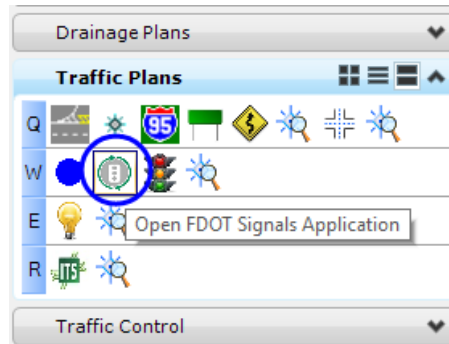 Drainage Plans
Traffic Plans
Q 95
W
E Open FDOT Signals Application
R ITS
Traffic Control